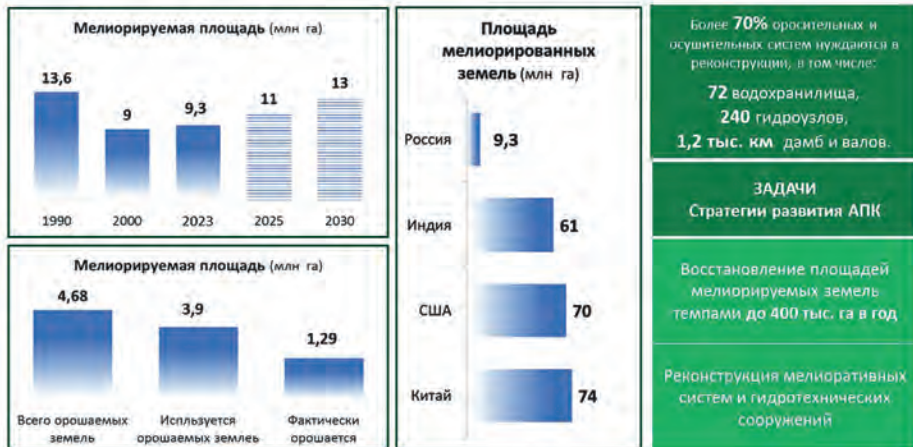 Мелиорируемая площадь (млн га)
13,6
9
9,3
11
13
1990
2000
2023
2025
2030
Мелиорируемая площадь (млн га)
4,68
3,9
1,29
Всего орошаемых
земель
Используется
орошаемых землеь
Фактически
орошается
Площадь
мелиорированных
земель (млн га)
Россия
9,3
Индия
61
США
70
Китай
74
Более 70% оросительных и
осушительных систем нуждаются в
реконструкции, в том числе:
72 водохранилища,
240 гидроузлов,
1,2 тыс. км дамб и валов.
ЗАДАЧИ
Стратегии развития АПК
Восстановление площадей
мелиорируемых земель
темпами до 400 тыс. га в год
Реконструкция мелиоративных
систем и гидротехнических
сооружений